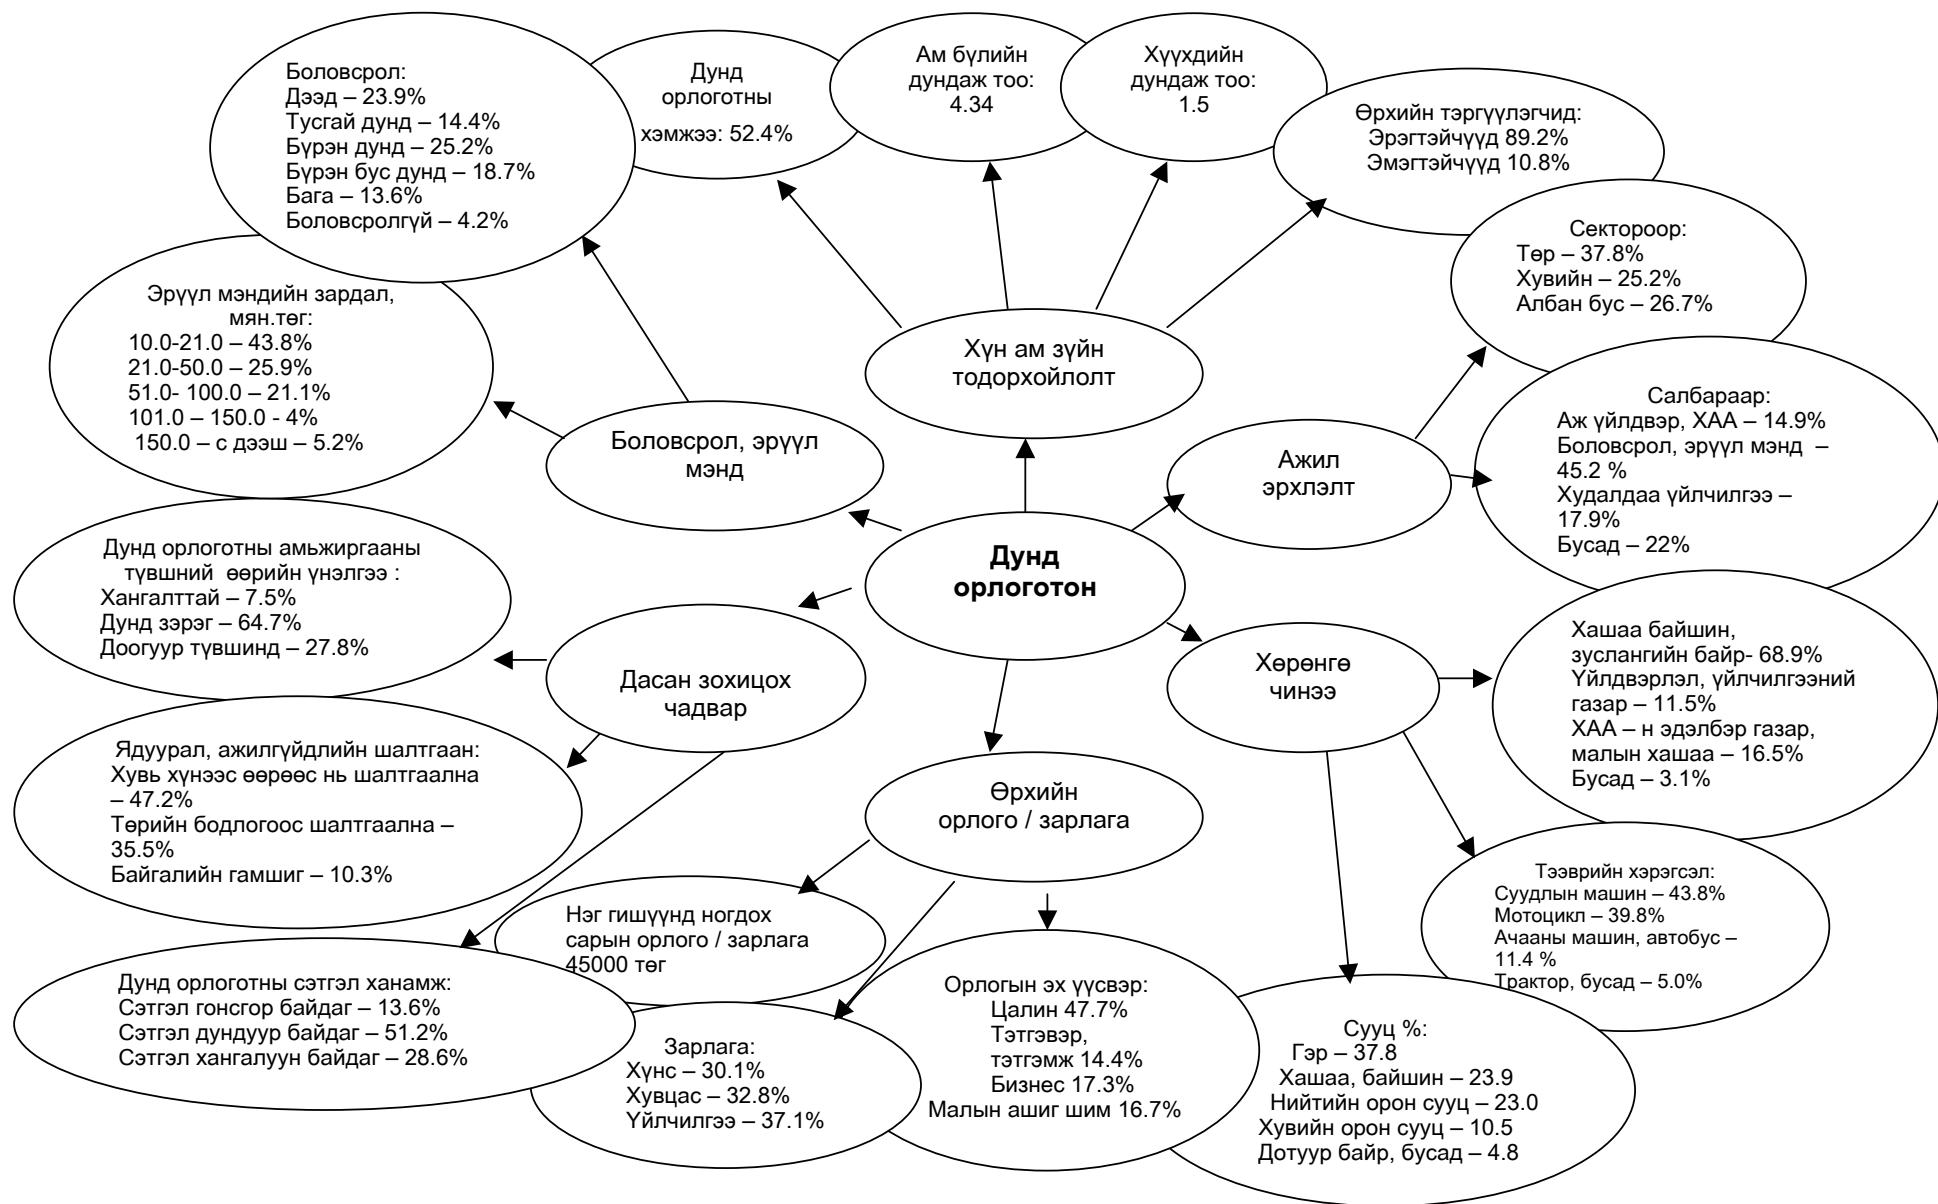 Боловсрол:
Дээд – 23.9%
Тусгай дунд – 14.4%
Бүрэн дунд – 25.2%
Бүрэн бус дунд – 18.7%
Бага – 13.6%
Боловсролгүй – 4.2%
Дунд
орлоготны
хэмжээ: 52.4%
Ам бүлийн
дундаж тоо:
4.34
Хүүхдийн
дундаж тоо:
1.5
Өрхийн тэргүүлэгчид:
Эрэгтэйчүүд 89.2%
Эмэгтэйчүүд 10.8%
Сектороор:
Төр – 37.8%
Хувийн – 25.2%
Албан бус – 26.7%
Эрүүл мэндийн зардал,
мян.төг:
10.0-21.0 – 43.8%
21.0-50.0 – 25.9%
51.0- 100.0 – 21.1%
101.0 – 150.0 - 4%
150.0 – с дээш – 5.2%
Хүн ам зүйн
тодорхойлолт
Боловсрол, эрүүл
мэнд
Ажил
эрхлэлт
Салбараар:
Аж үйлдвэр, ХАА – 14.9%
Боловсрол, эрүүл мэнд –
45.2 %
Худалдаа үйлчилгээ –
17.9%
Бусад – 22%
Дунд
орлоготон
Дунд орлоготны амьжиргааны
түвшний өөрийн үнэлгээ :
Хангалттай – 7.5%
Дунд зэрэг – 64.7%
Доогуур түвшинд – 27.8%
Дасан зохицох
чадвар
Хөрөнгө
чинээ
Хашаа байшин,
зуслангийн байр- 68.9%
Үйлдвэрлэл, үйлчилгээний
газар – 11.5%
ХАА – н эдэлбэр газар,
малын хашаа – 16.5%
Бусад – 3.1%
Ядуурал, ажилгүйдлийн шалтгаан:
Хувь хүнээс өөрөөс нь шалтгаална
– 47.2%
Төрийн бодлогоос шалтгаална –
35.5%
Байгалийн гамшиг – 10.3%
Өрхийн
орлого / зарлага
Тээврийн хэрэгсэл:
Суудлын машин – 43.8%
Мотоцикл – 39.8%
Ачааны машин, автобус –
11.4 %
Трактор, бусад – 5.0%
Нэг гишүүнд ногдох
сарын орлого / зарлага
45000 төг
Дунд орлоготны сэтгэл ханамж:
Сэтгэл гонсгор байдаг – 13.6%
Сэтгэл дундуур байдаг – 51.2%
Сэтгэл хангалуун байдаг – 28.6%
Зарлага:
Хүнс – 30.1%
Хувцас – 32.8%
Үйлчилгээ – 37.1%
Орлогын эх үүсвэр:
Цалин 47.7%
Тэтгэвэр,
тэтгэмж 14.4%
Бизнес 17.3%
Малын ашиг шим 16.7%
Сууц %:
Гэр – 37.8
Хашаа, байшин – 23.9
Нийтийн орон сууц – 23.0
Хувийн орон сууц – 10.5
Дотуур байр, бусад – 4.8